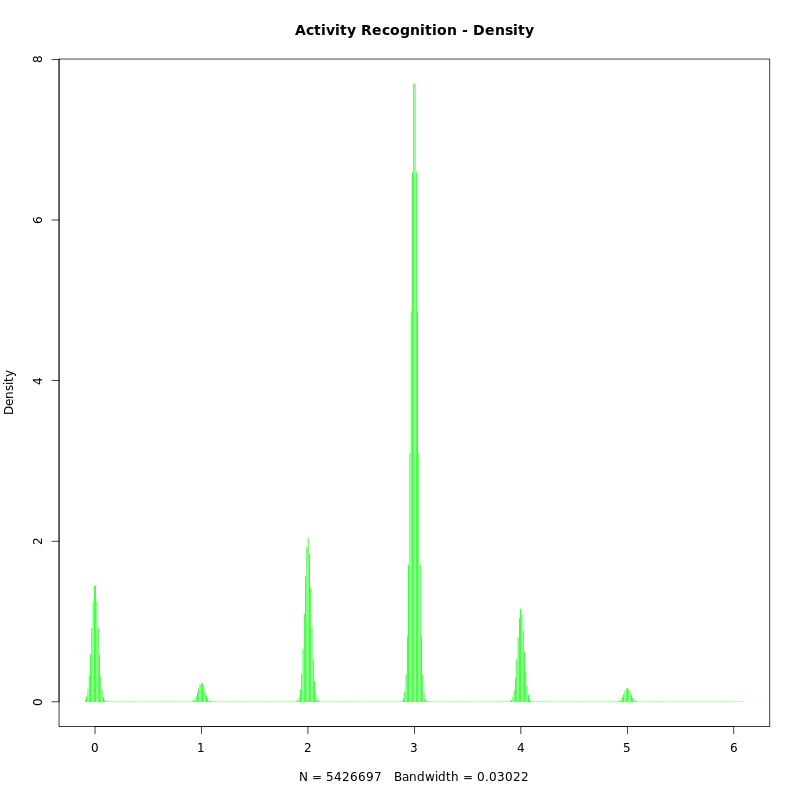 Activity Recognition - Density
Density
8
6
4
2
0
0 1 2 3 4 5 6
N = 5426697 Bandwidth = 0.03022